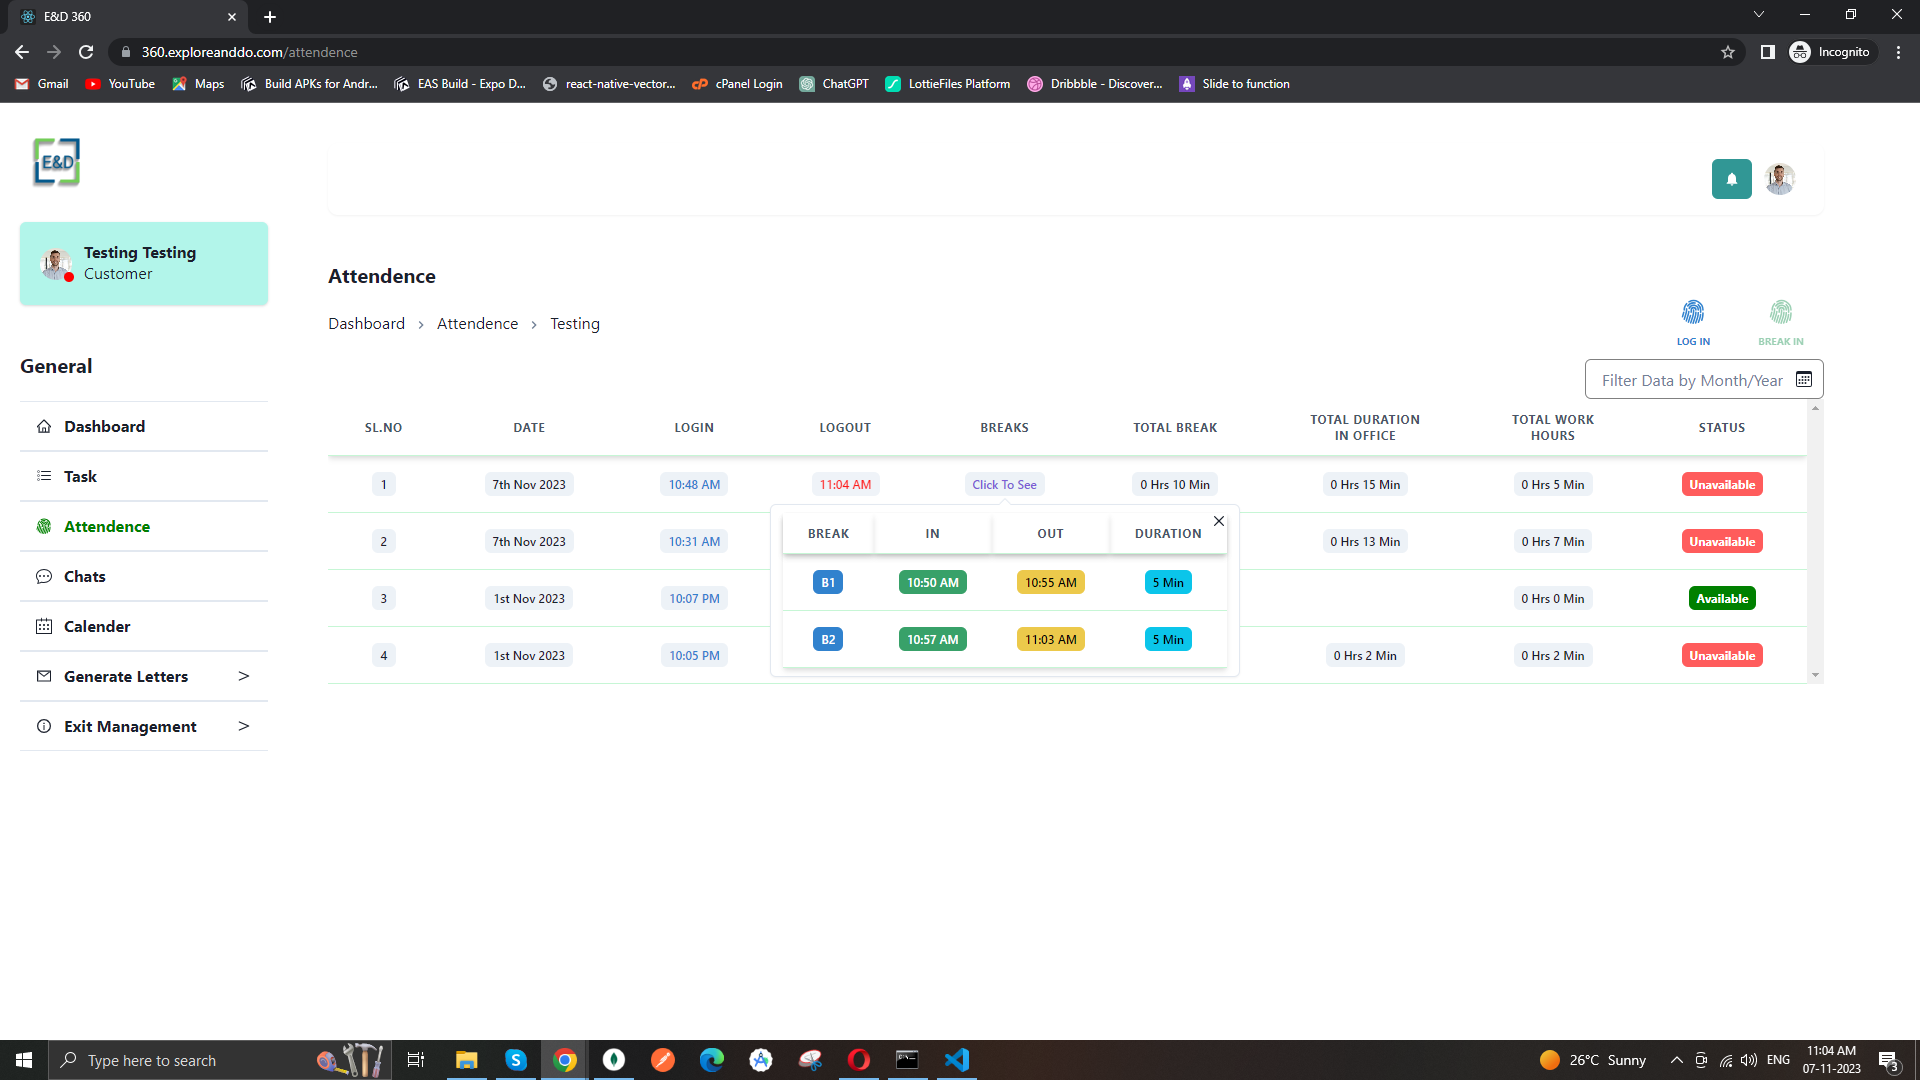 E&D 360
360.exploreanddo.com/attendence
Incognito
Gmail
YouTube
Maps
Build APKs for Andr...
EAS Build - Expo D...
react-native-vector...
cPanel Login
ChatGPT
LottieFiles Platform
Dribbble - Discover...
Slide to function
E&D
Testing Testing
Customer
General
Dashboard
Task
Attendence
Chats
Calender
Generate Letters >
Exit Management >
Attendence
Dashboard > Attendence > Testing
LOG IN
BREAK IN
Filter Data by Month/Year
SL.NO DATE LOGIN LOGOUT BREAKS TOTAL BREAK TOTAL DURATION IN OFFICE TOTAL WORK HOURS STATUS
1 7th Nov 2023 10:48 AM 11:04 AM Click To See 0 Hrs 10 Min 0 Hrs 15 Min 0 Hrs 5 Min Unavailable
2 7th Nov 2023 10:31 AM 0 Hrs 13 Min 0 Hrs 7 Min Unavailable
3 1st Nov 2023 10:07 PM 0 Hrs 0 Min Available
4 1st Nov 2023 10:05 PM 0 Hrs 2 Min 0 Hrs 2 Min Unavailable
BREAK IN OUT DURATION
B1 10:50 AM 10:55 AM 5 Min
B2 10:57 AM 11:03 AM 5 Min
Type here to search
26°C Sunny
ENG
11:04 AM
07-11-2023
3